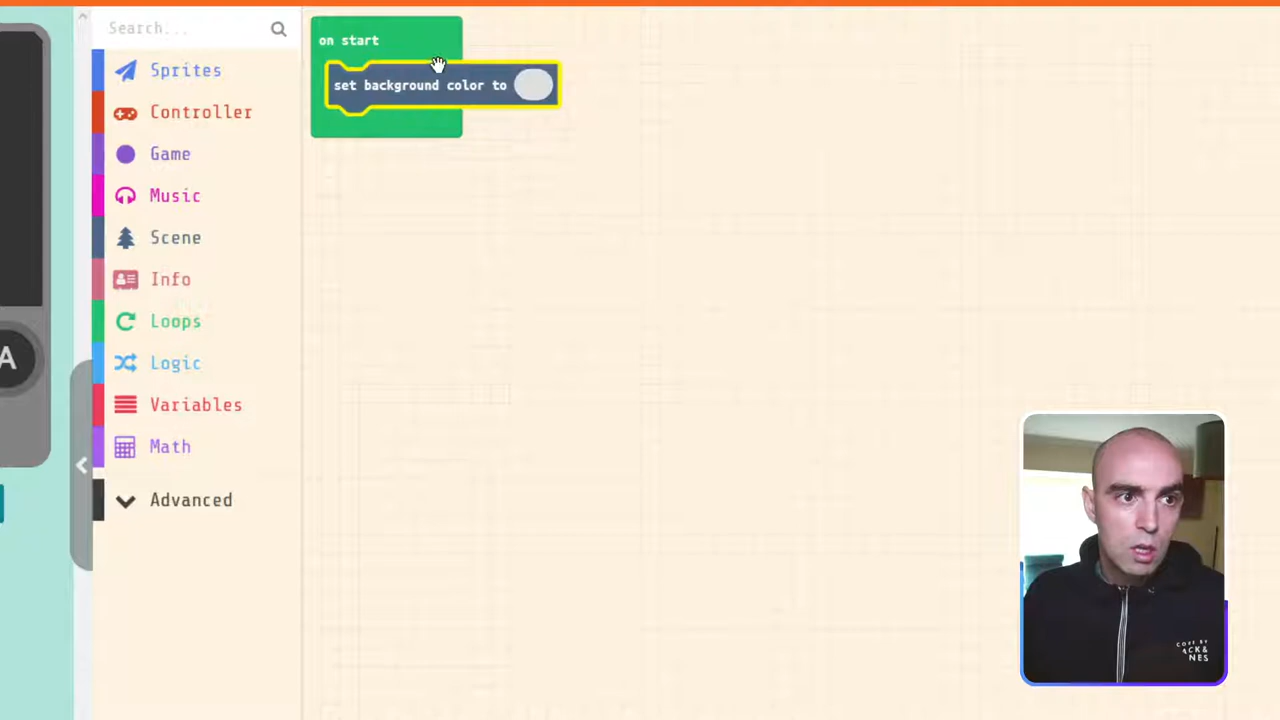 Search...
Sprites
Controller
Game
Music
Scene
Info
Loops
Logic
Variables
Math
Advanced
on start
set background color to
A